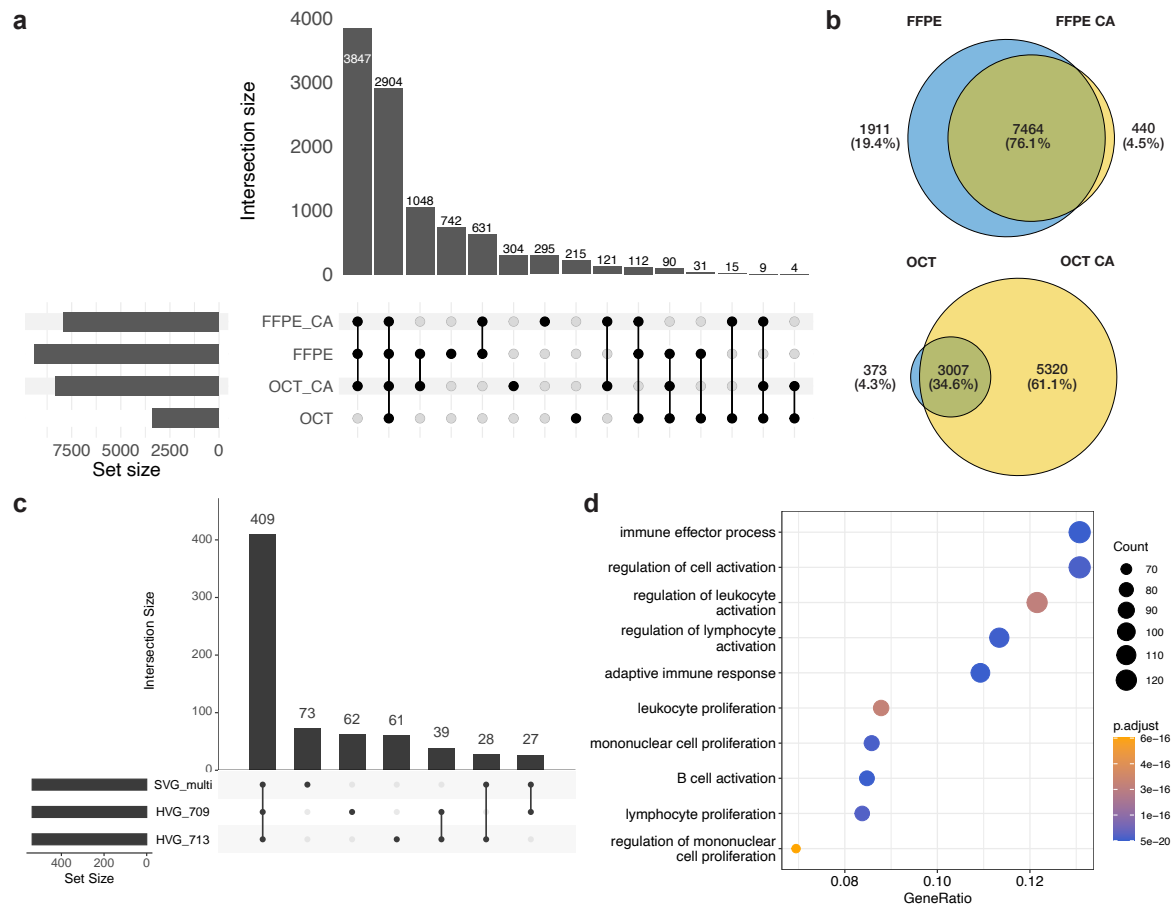 a
Intersection size
4000
3000
2000
1000
0
3847
2904
1048
742
631
304
295
215
121
112
90
31
15
9
4
FFPE_CA
FFPE
OCT_CA
OCT
7500
5000
2500
0
Set size
b
FFPE
FFPE CA
1911
(19.4%)
7464
(76.1%
440
(4.5%)
OCT
OCT CA
373
(4.3%)
3007
(34.6%)
5320
(61.1%)
c
Intersection Size
400
300
200
100
0
409
73
62
61
39
28
27
SVG_multi
HVG_709
HVG_713
400
200
0
Set Size
d
immune effector process
regulation of cell activation
regulation of leukocyte
activation
regulation of lymphocyte
activation
adaptive immune response
leukocyte proliferation
mononuclear cell proliferation
B cell activation
lymphocyte proliferation
regulation of mononuclear
cell proliferation
0.08
0.10
0.12
GeneRatio
Count
70
80
90
100
110
120
p.adjust
6e-16
4e-16
3e-16
1e-16
5e-20